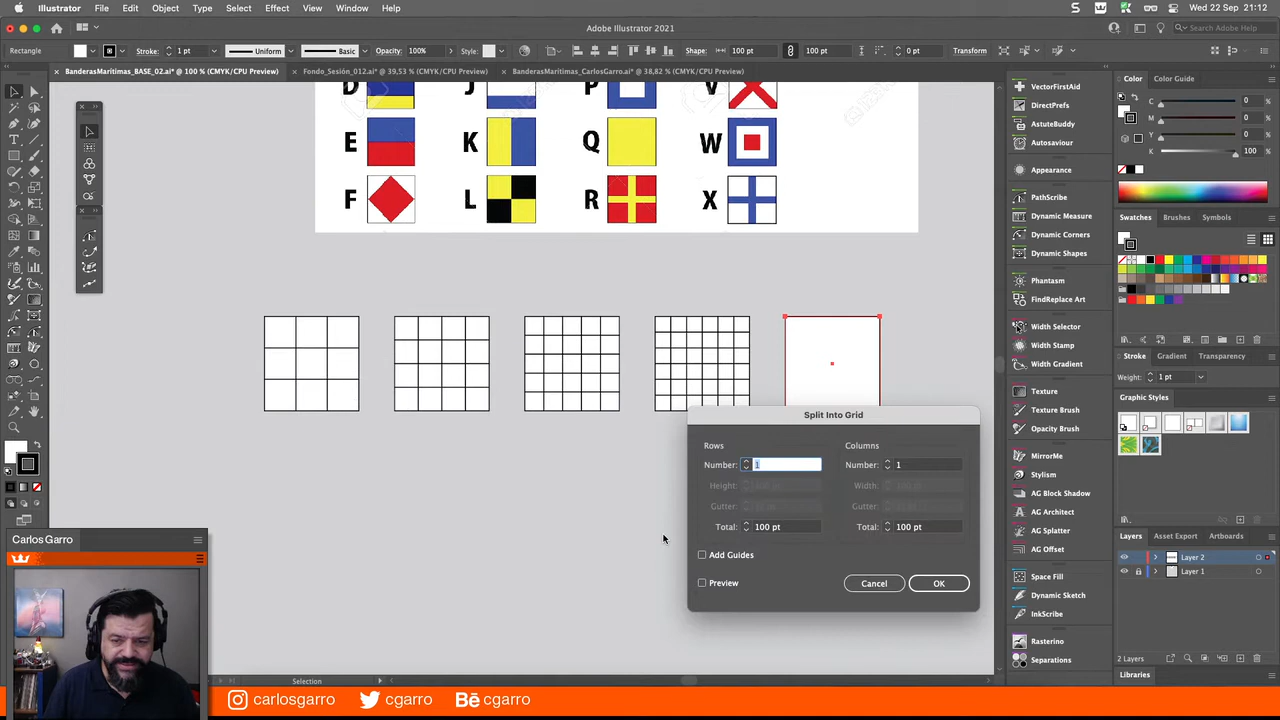 Illustrator File Edit Object Type Select Effect View Window Help
Wed 22 Sep 21:12
Adobe Illustrator 2021
Search Adobe Help
Rectangle
Stroke: 1 pt
Uniform
Basic
Opacity: 100%
Style:
Shape: 100 pt 100 pt 0 pt
Transform
× BanderasMaritimas_BASE_02.ai* @ 100 % (CMYK/CPU Preview)
× Fondo_Sesión_012.ai* @ 39,53 % (CMYK/CPU Preview)
× BanderasMaritimas_CarlosGarro.ai* @ 38,82 % (CMYK/CPU Preview)
D J P V
E K Q W
F L R X
Split Into Grid
Rows Columns
Number: 1 Number: 1
Height: 100 pt Width: 100 pt
Gutter: Gutter:
Total: 100 pt Total: 100 pt
Add Guides
Preview
Cancel OK
VectorFirstAid
DirectPrefs
AstuteBuddy
Autosaviour
Appearance
PathScribe
Dynamic Measure
Dynamic Corners
Dynamic Shapes
Phantasm
FindReplace Art
Width Selector
Width Stamp
Width Gradient
Texture
Texture Brush
Opacity Brush
MirrorMe
Stylism
AG Block Shadow
AG Architect
AG Splatter
AG Offset
Space Fill
Dynamic Sketch
InkScribe
Rasterino
Separations
Color Color Guide
C 0 %
M 0 %
Y 0 %
K 100 %
Swatches Brushes Symbols
Stroke Gradient Transparency
Weight: 1 pt
Graphic Styles
Layers Asset Export Artboards
Layer 2
Layer 1
2 Layers
Libraries
Selection
Carlos Garro
carlosgarro cgarro Bē cgarro